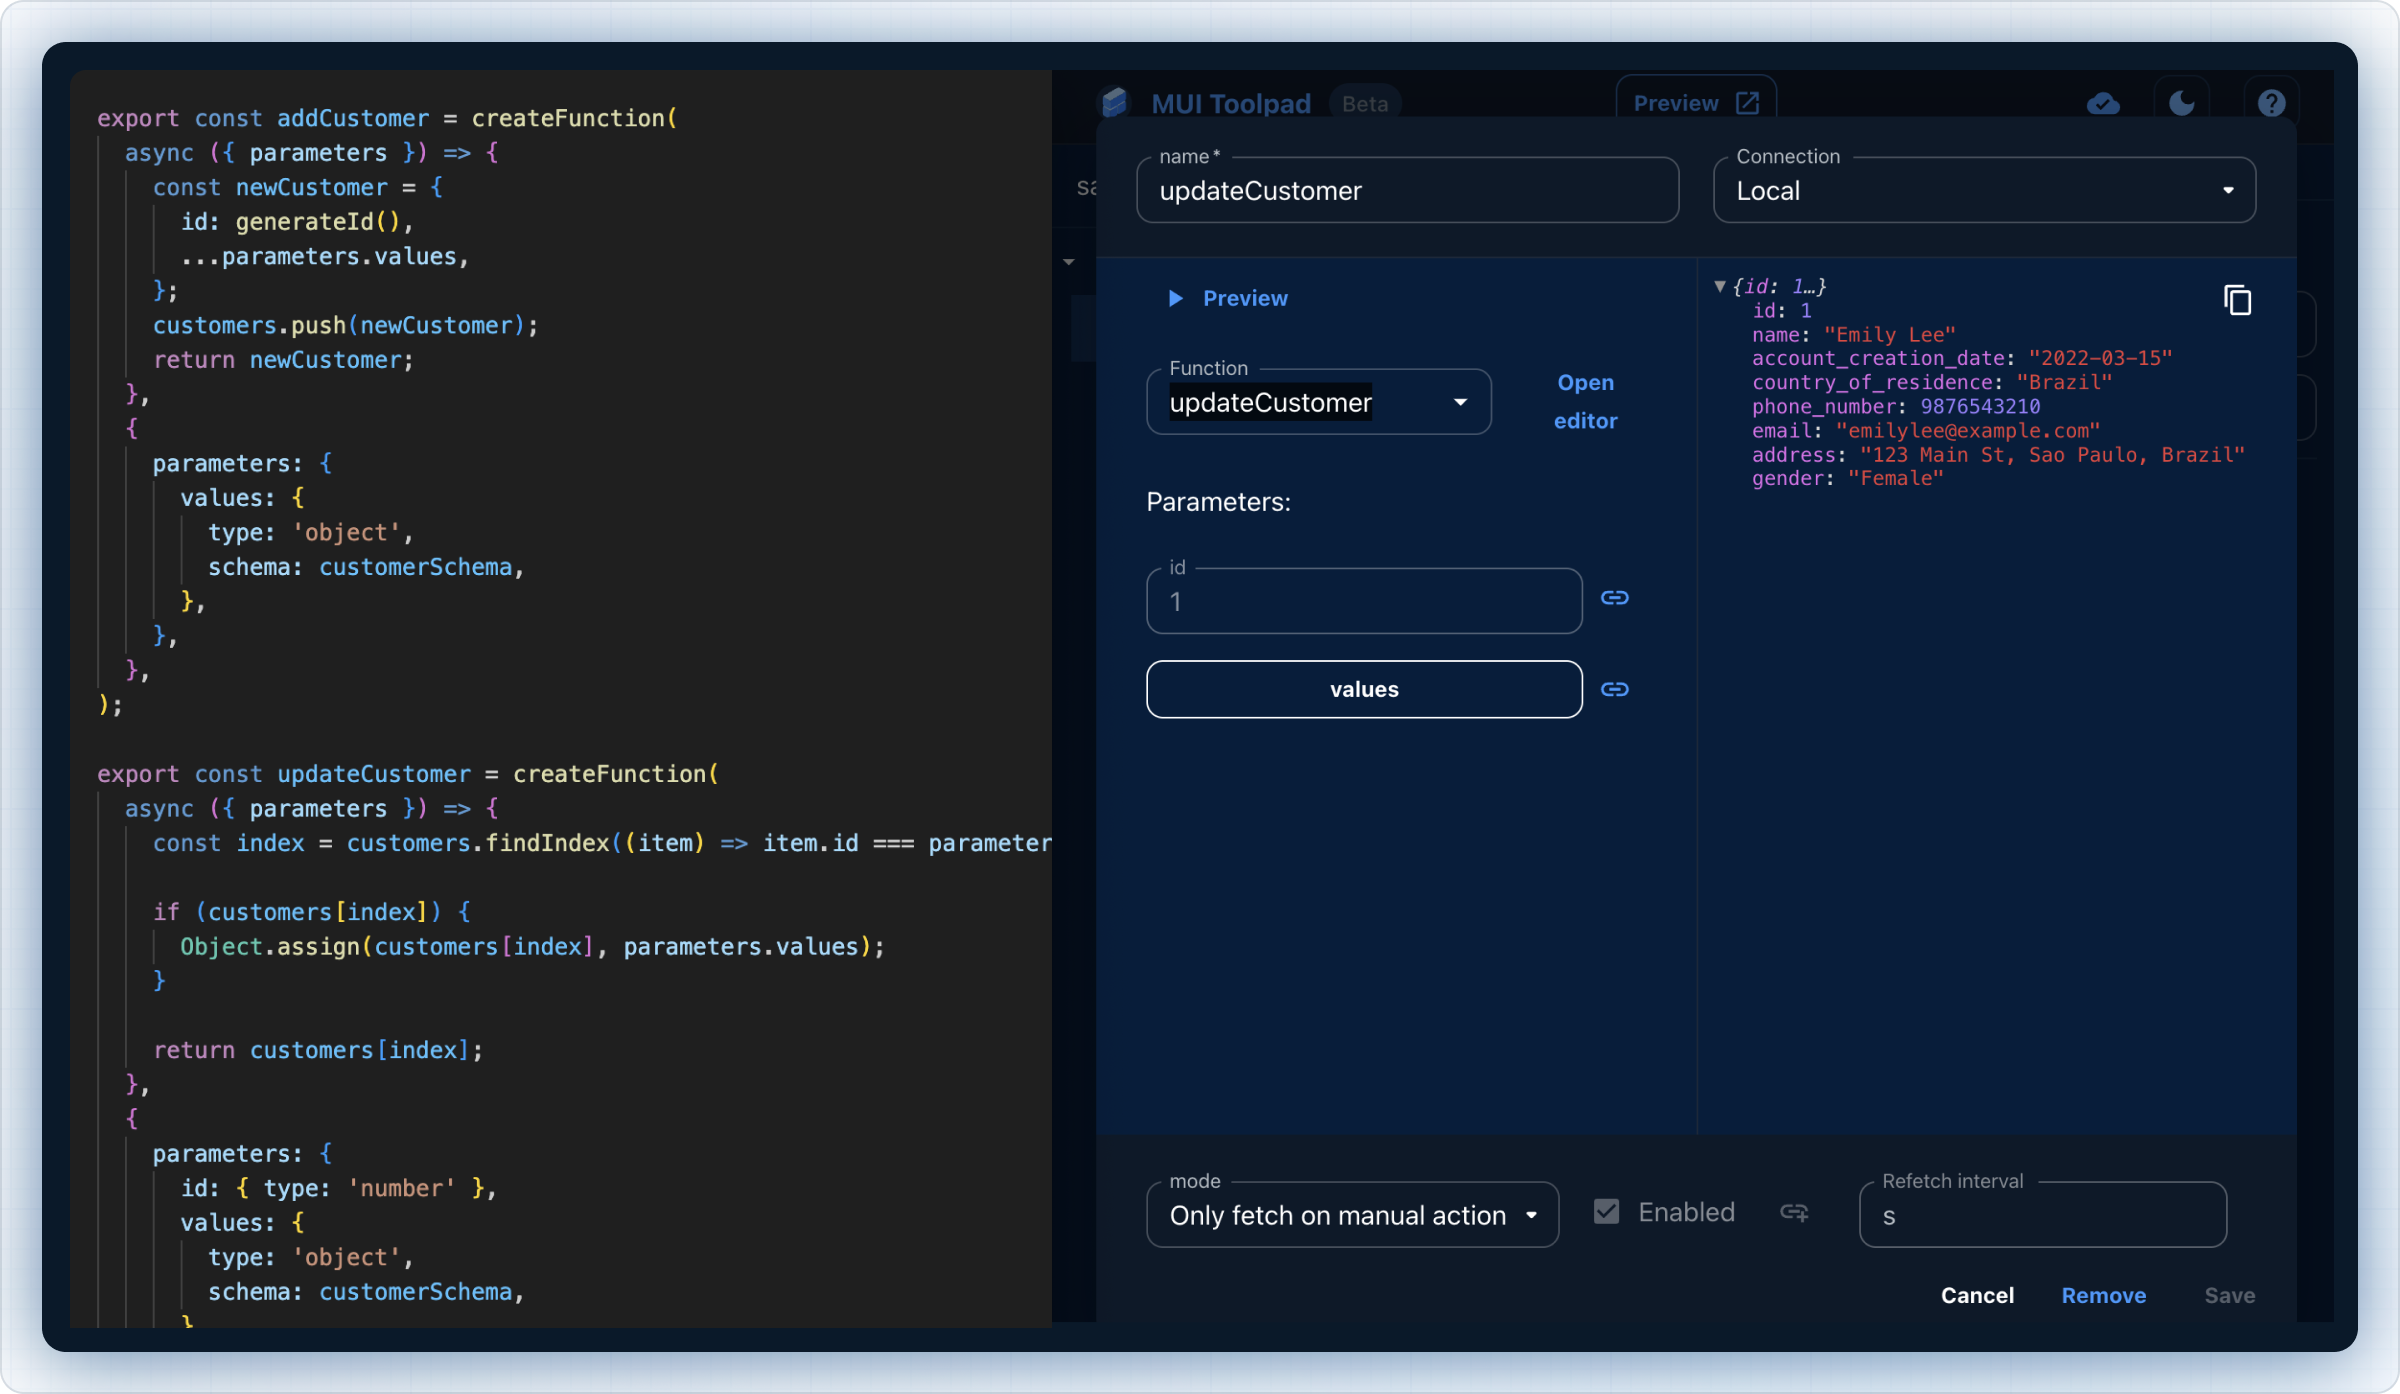 export const addCustomer = createFunction(
async ({ parameters }) => {
const newCustomer = {
id: generateId(),
...parameters.values,
};
customers.push(newCustomer);
return newCustomer;
},
{
parameters: {
values: {
type: 'object',
schema: customerSchema,
},
},
},
);
export const updateCustomer = createFunction(
async ({ parameters }) => {
const index = customers.findIndex((item) => item.id === parameter
if (customers[index]) {
Object.assign(customers[index], parameters.values);
}
return customers[index];
},
{
parameters: {
id: { type: 'number' },
values: {
type: 'object',
schema: customerSchema,
}
MUI Toolpad
Beta
Preview
sa
name*
updateCustomer
Connection
Local
Preview
Function
updateCustomer
Open
editor
Parameters:
id
1
values
{id: 1…}
id: 1
name: "Emily Lee"
account_creation_date: "2022-03-15"
country_of_residence: "Brazil"
phone_number: 9876543210
email: "emilylee@example.com"
address: "123 Main St, Sao Paulo, Brazil"
gender: "Female"
mode
Only fetch on manual action
Enabled
Refetch interval
s
Cancel
Remove
Save